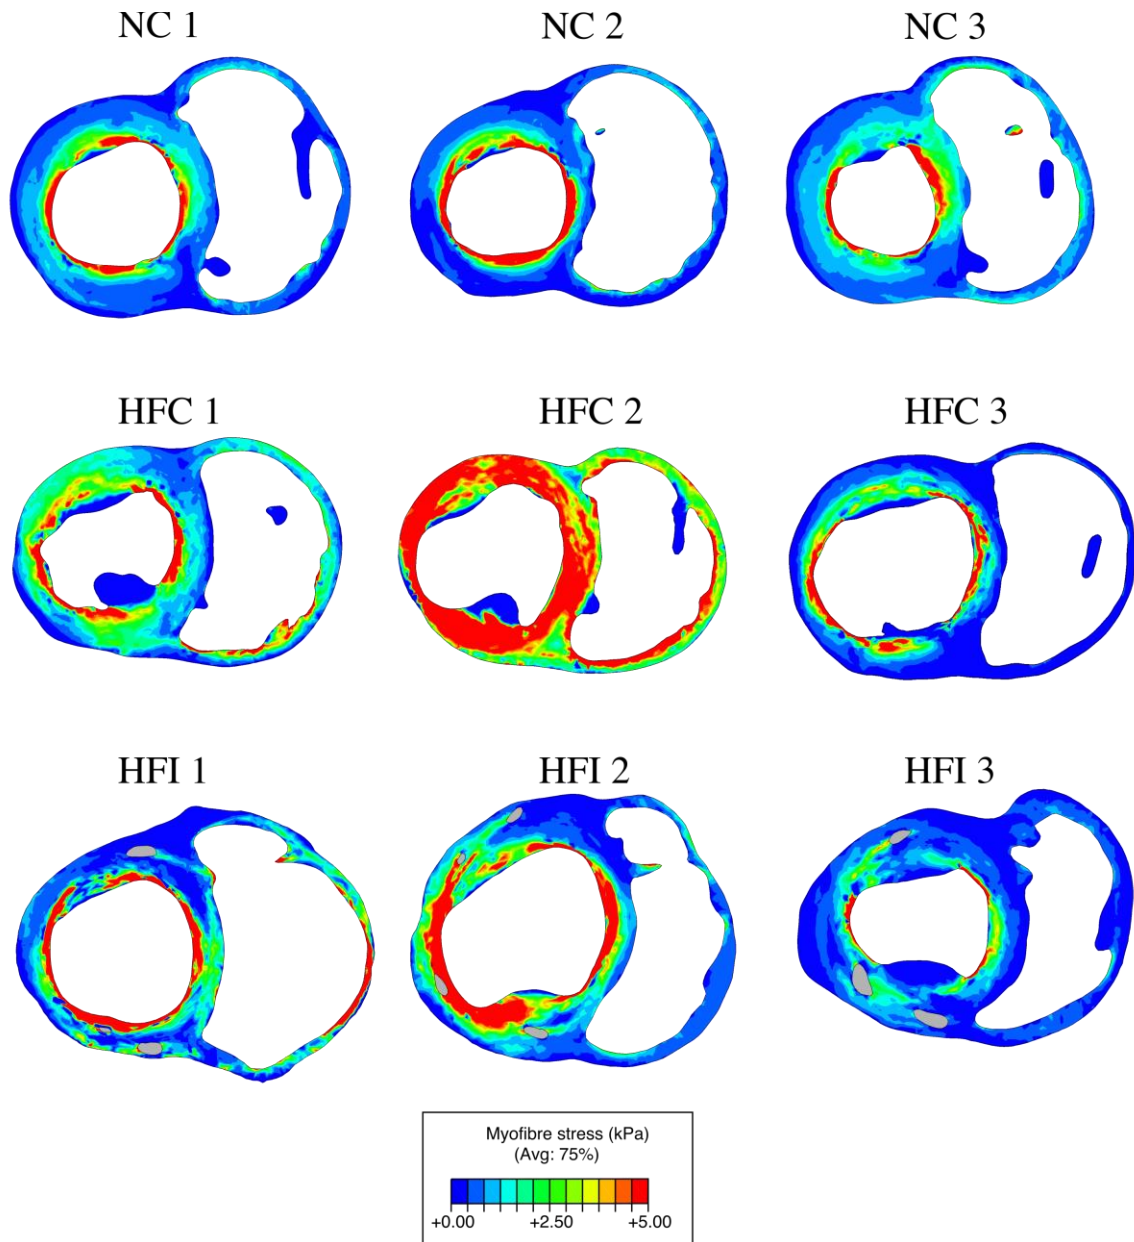 NC 1
NC 2
NC 3
HFC 1
HFC 2
HFC 3
HFI 1
HFI 2
HFI 3
Myofibre stress (kPa)
(Avg: 75%)
+0.00 +2.50 +5.00